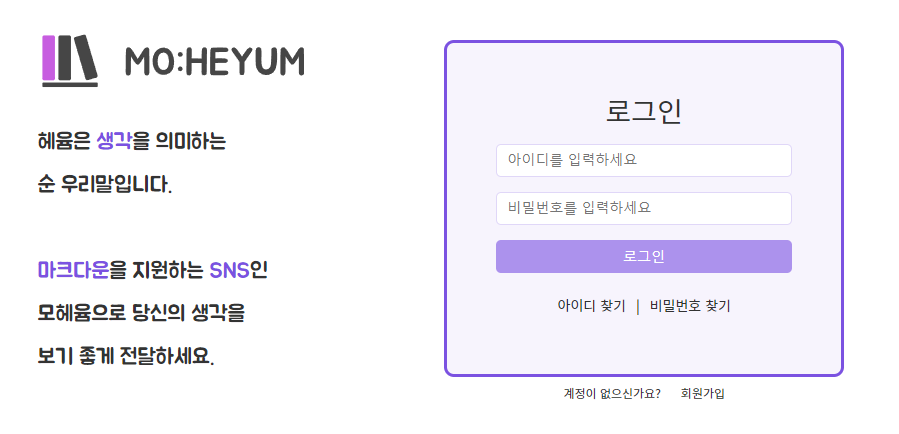 MO:HEYUM
헤윰은 생각을 의미하는
순 우리말입니다.
마크다운을 지원하는 SNS인
모헤윰으로 당신의 생각을
보기 좋게 전달하세요.
로그인
아이디를 입력하세요
비밀번호를 입력하세요
로그인
아이디 찾기 | 비밀번호 찾기
계정이 없으신가요? 회원가입